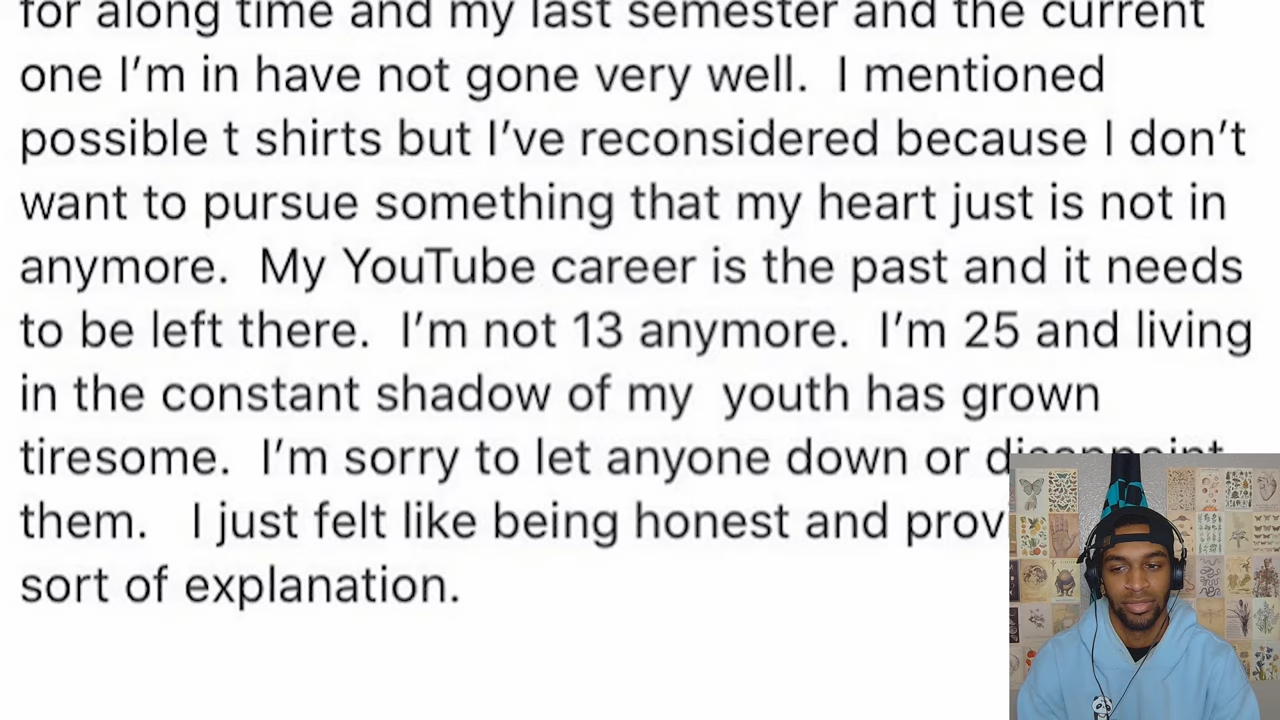 for along time and my last semester and the current
one I'm in have not gone very well.  I mentioned
possible t shirts but I've reconsidered because I don't
want to pursue something that my heart just is not in
anymore.  My YouTube career is the past and it needs
to be left there.  I'm not 13 anymore.  I'm 25 and living
in the constant shadow of my  youth has grown
tiresome.  I'm sorry to let anyone down or
them.   I just felt like being honest and
sort of explanation.